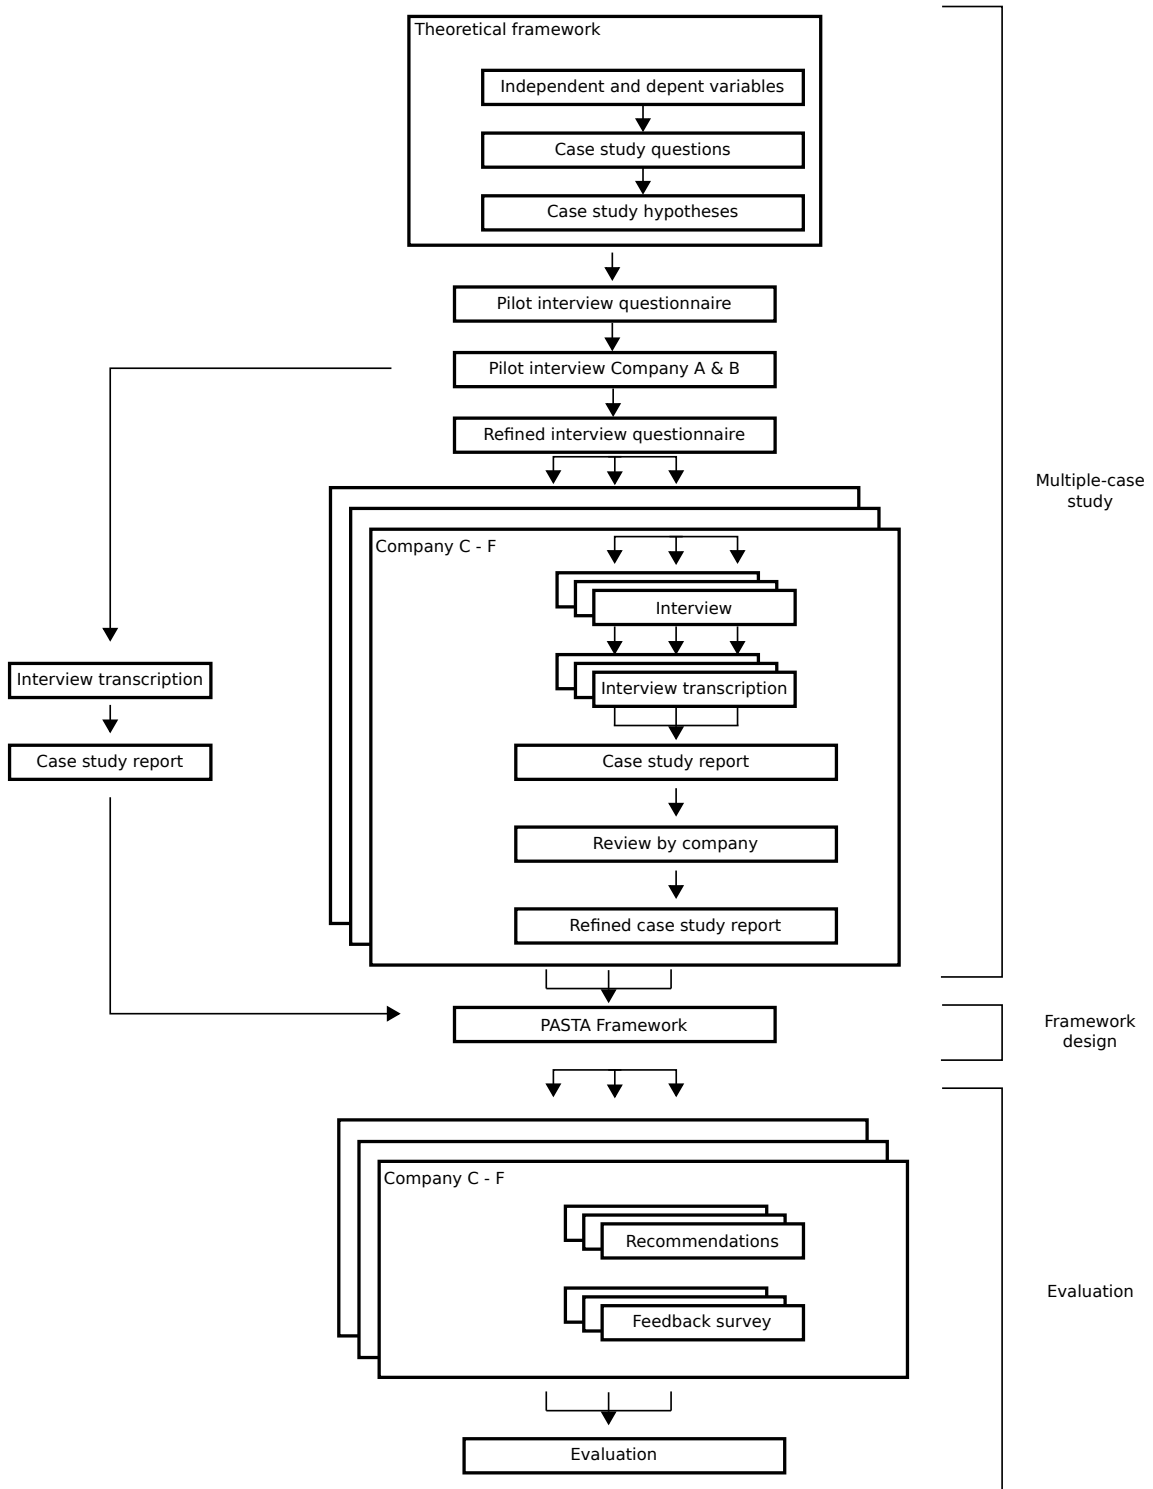 Theoretical framework
Independent and depent variables
Case study questions
Case study hypotheses
Pilot interview questionnaire
Pilot interview Company A & B
Refined interview questionnaire
Multiple-case
study
Company C - F
Interview
Interview transcription
Interview transcription
Case study report
Case study report
Review by company
Refined case study report
PASTA Framework
Framework
design
Company C - F
Recommendations
Feedback survey
Evaluation
Evaluation